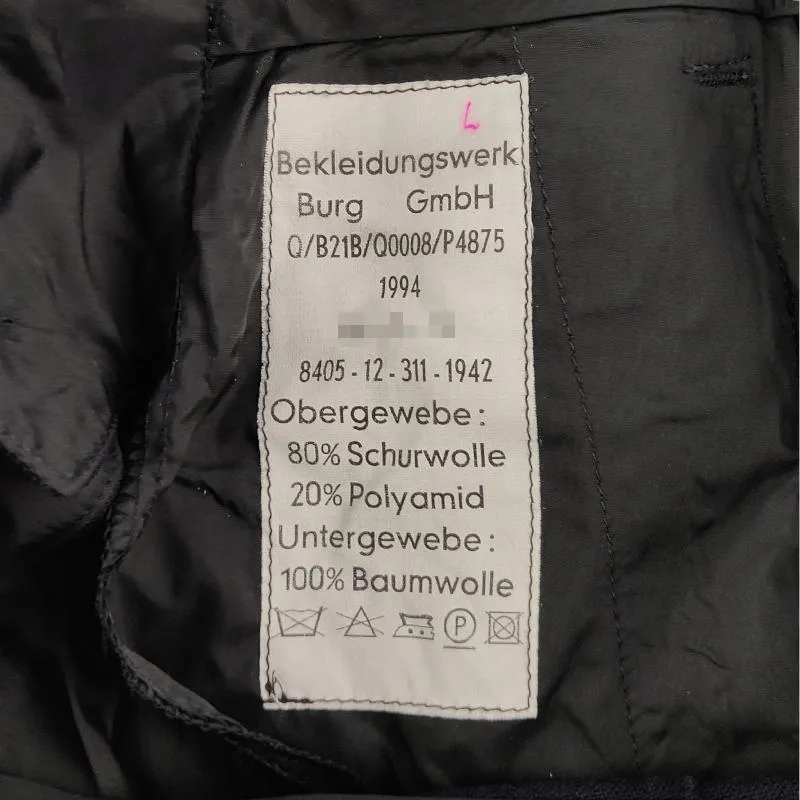 L
Bekleidungswerk
Burg GmbH
Q/B21B/Q0008/P4875
1994
8405-12-311-1942
Obergewebe:
80% Schurwolle
20% Polyamid
Untergewebe:
100% Baumwolle
P